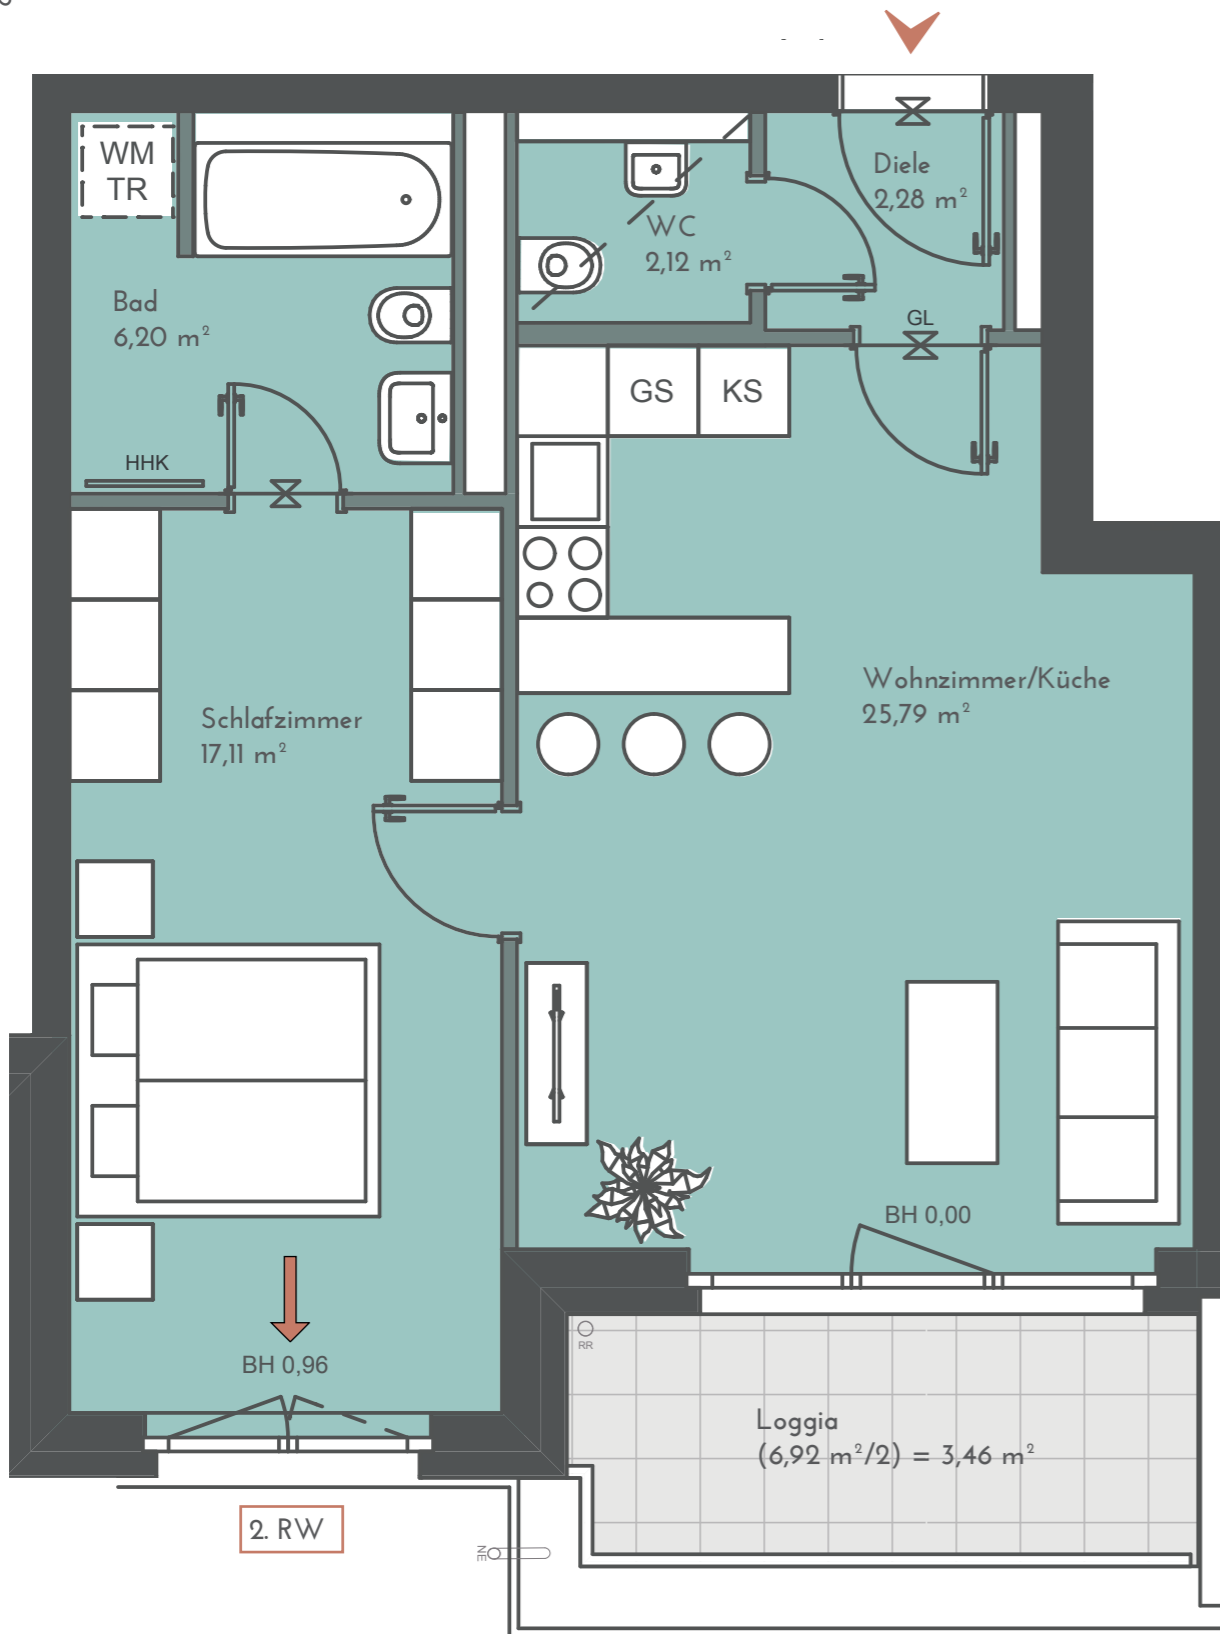 WM
TR
Diele
2,28 m²
WC
2,12 m²
Bad
6,20 m²
GL
GS
KS
HHK
Wohnzimmer/Küche
25,79 m²
Schlafzimmer
17,11 m²
BH 0,00
RR
BH 0,96
Loggia
(6,92 m²/2) = 3,46 m²
2. RW
NE